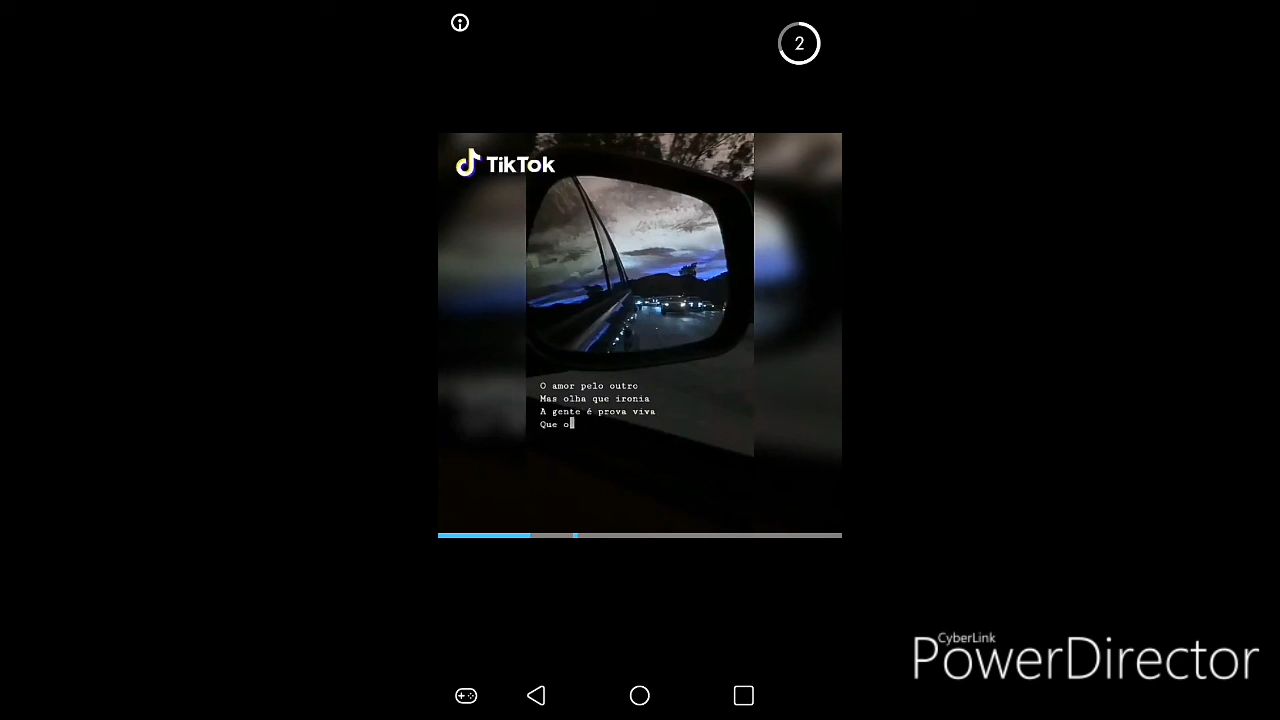 2
TikTok
O amor pelo outro
Mas olha que ironia
A gente é prova viva
Que o
CyberLink
PowerDirector